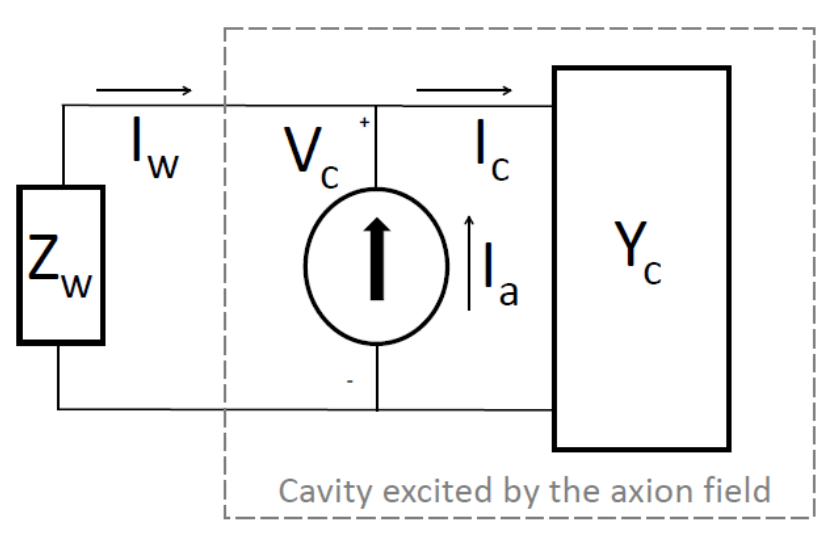 I_w
V_c
+
I_c
Z_w
I_a
Y_c
-
Cavity excited by the axion field